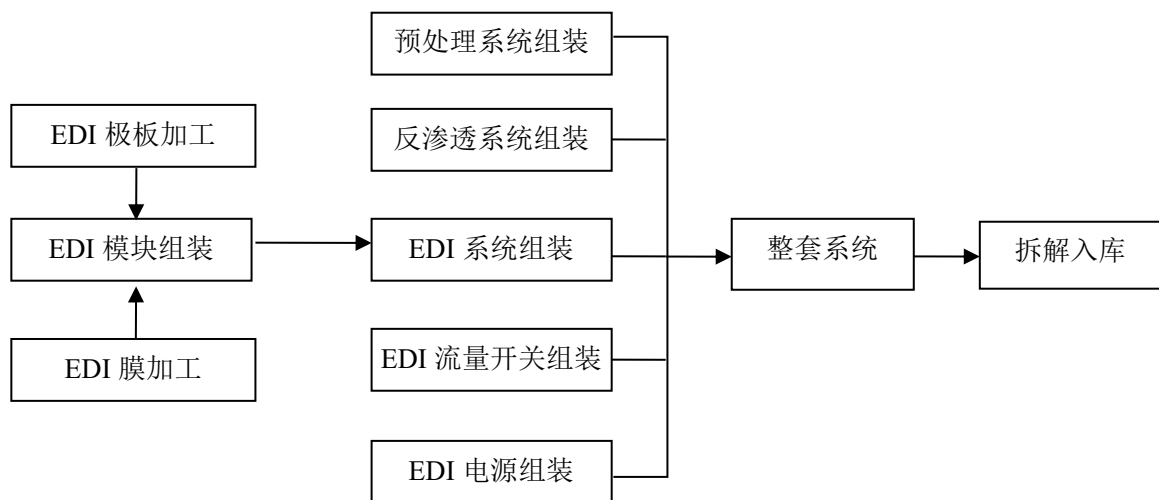 预处理系统组装
反渗透系统组装
EDI 极板加工
EDI 模块组装
EDI 膜加工
EDI 系统组装
EDI 流量开关组装
EDI 电源组装
整套系统
拆解入库